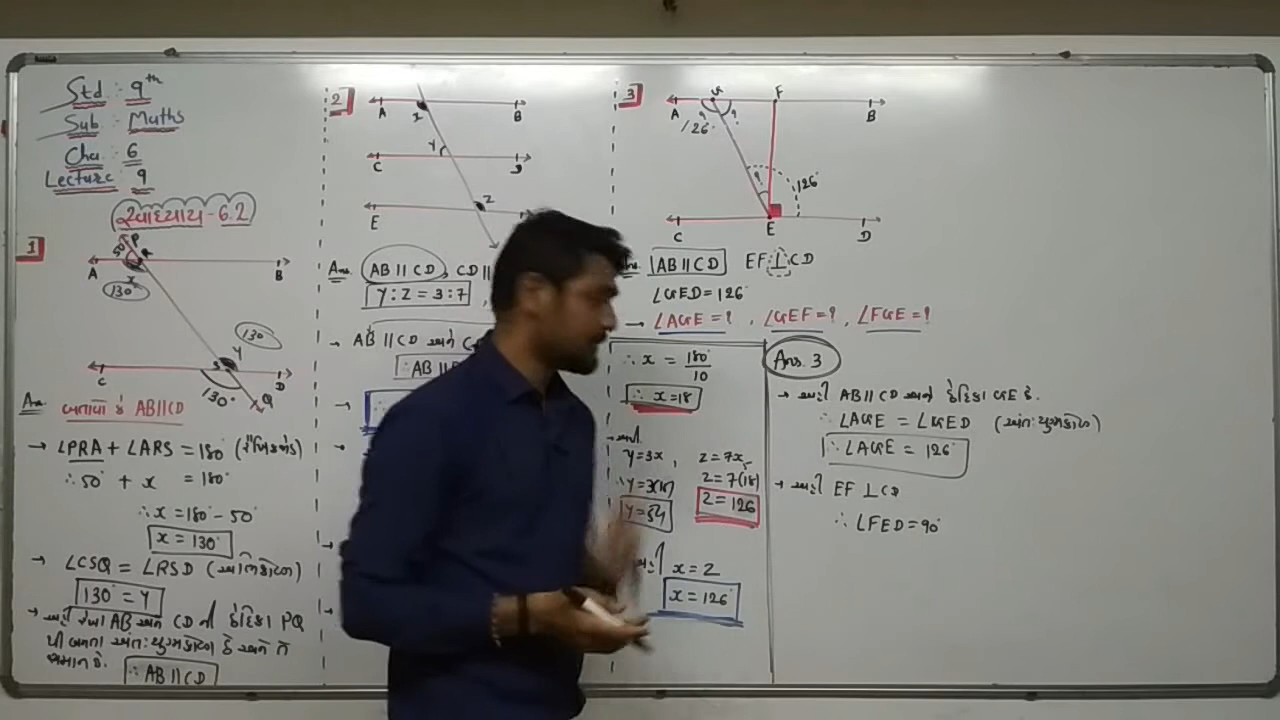 Std : 9th
Sub : Maths
Cha : 6
Lecture : 9
સ્વાધ્યાય - 6.2
1
P
50°
R
A
B
x
130°
130°
y
S
C
D
130°
Q
Ans
બતાવો કે AB || CD
→ ∠PRA + ∠ARS = 180° (રૈખિકજોડ)
∴ 50° + x = 180°
∴ x = 180° - 50°
x = 130°
→ ∠CSQ = ∠RSD (અભિકોણ)
130° = y
→ અહીં રેખા AB અને CD ની છેદિકા PQ
થી બનતા અંતઃયુગ્મકોણ છે અને તે
સમાન છે.
∴ AB || CD
2
A
x
B
y
C
D
z
E
Ans
AB || CD, CD ||
y : z = 3 : 7
→ AB || CD અને
∴ AB ||
→
∴ x = 180°
10
∴ x = 18
y = 3x , z = 7x
∴ y = 3(18) z = 7(18)
y = 54 z = 126
x = z
x = 126°
3
A
G
F
B
?
?
126°
?
126°
C
E
D
AB || CD EF ⊥ CD
∠GED = 126°
→ ∠AGE = ? , ∠GEF = ? , ∠FGE = ?
Ans. 3
→ અહીં AB || CD અને છેદિકા GE છે.
∴ ∠AGE = ∠GED (અંતઃયુગ્મકોણ)
∴ ∠AGE = 126°
→ અહીં EF ⊥ CD
∴ ∠FED = 90°